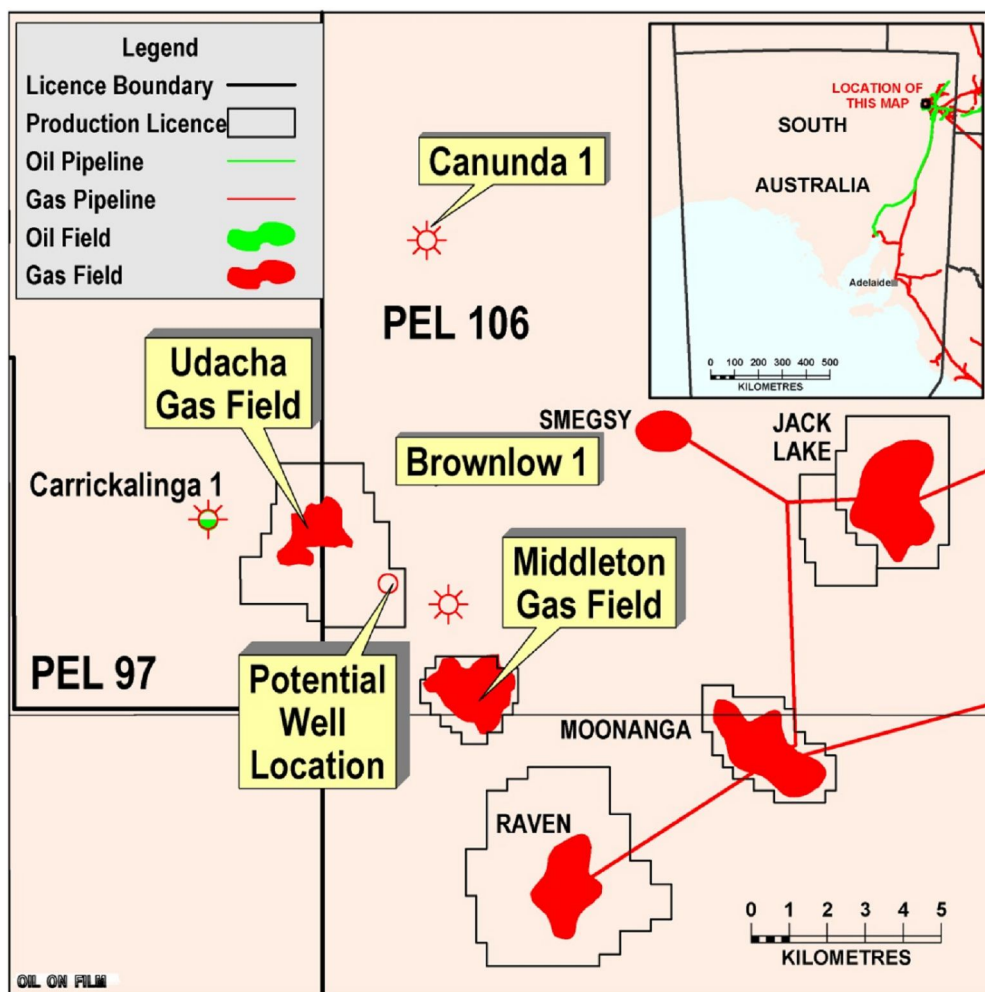 Legend
Licence Boundary
Production Licence
Oil Pipeline
Gas Pipeline
Oil Field
Gas Field
LOCATION OF
THIS MAP
SOUTH
AUSTRALIA
Adelaide
0 100 200 300 400 500
KILOMETRES
Canunda 1
PEL 106
Udacha
Gas Field
SMEGSY
JACK
LAKE
Brownlow 1
Carrickalinga 1
Middleton
Gas Field
PEL 97
Potential
Well
Location
MOONANGA
RAVEN
0 1 2 3 4 5
KILOMETRES
OIL ON FILM